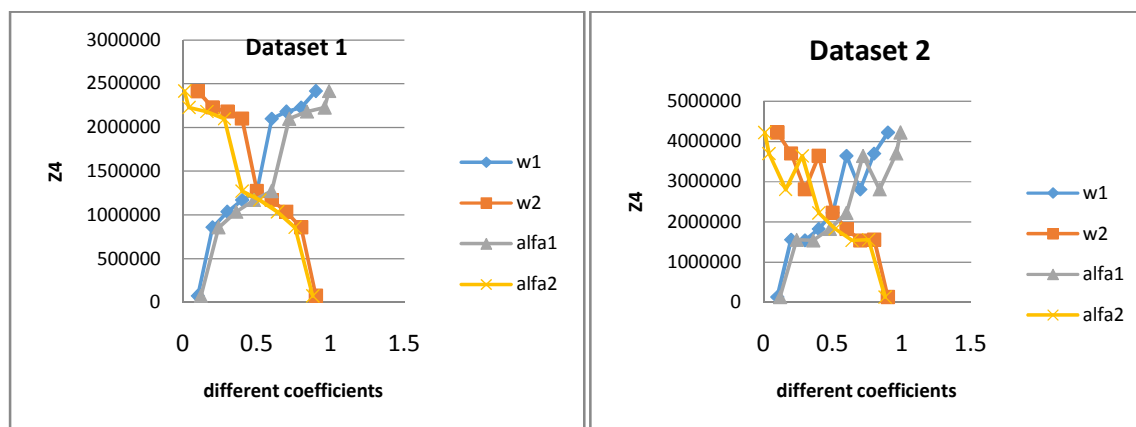 Dataset 1
3000000
2500000
2000000
1500000
1000000
500000
0
Z4
0 0.5 1 1.5
different coefficients
w1
w2
alfa1
alfa2
Dataset 2
5000000
4000000
3000000
2000000
1000000
0
Z4
0 0.5 1 1.5
different coefficients
w1
w2
alfa1
alfa2